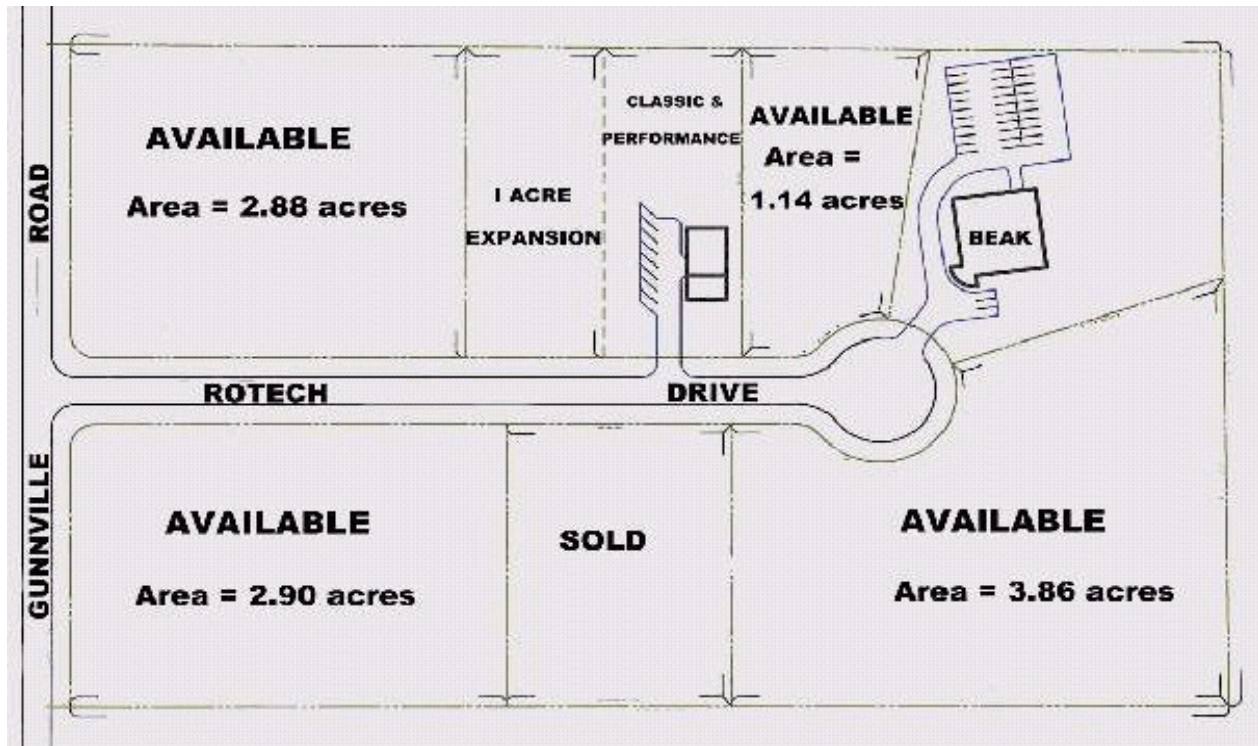 AVAILABLE
Area = 2.88 acres
I ACRE
EXPANSION
CLASSIC &
PERFORMANCE
AVAILABLE
Area =
1.14 acres
BEAK
GUNNVILLE ROAD
ROTECH DRIVE
AVAILABLE
Area = 2.90 acres
SOLD
AVAILABLE
Area = 3.86 acres